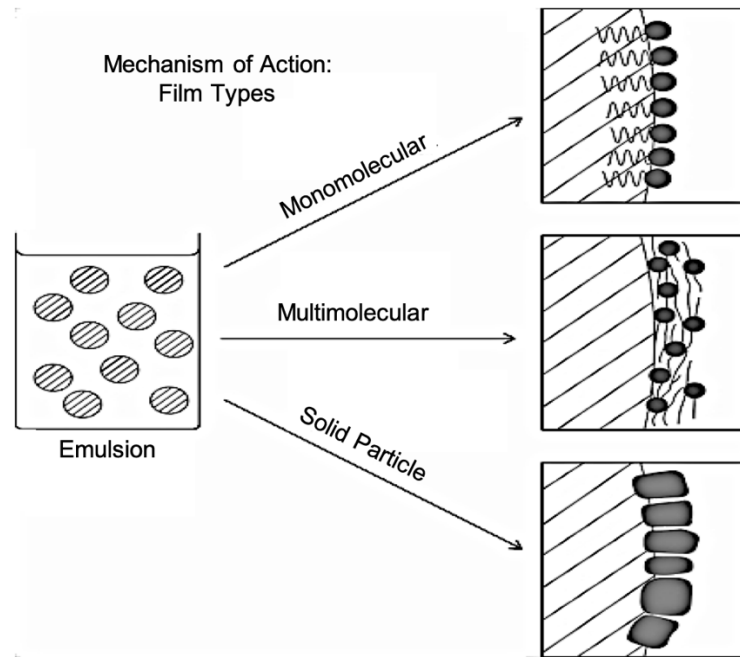 Mechanism of Action:
Film Types
Monomolecular
Multimolecular
Solid Particle
Emulsion